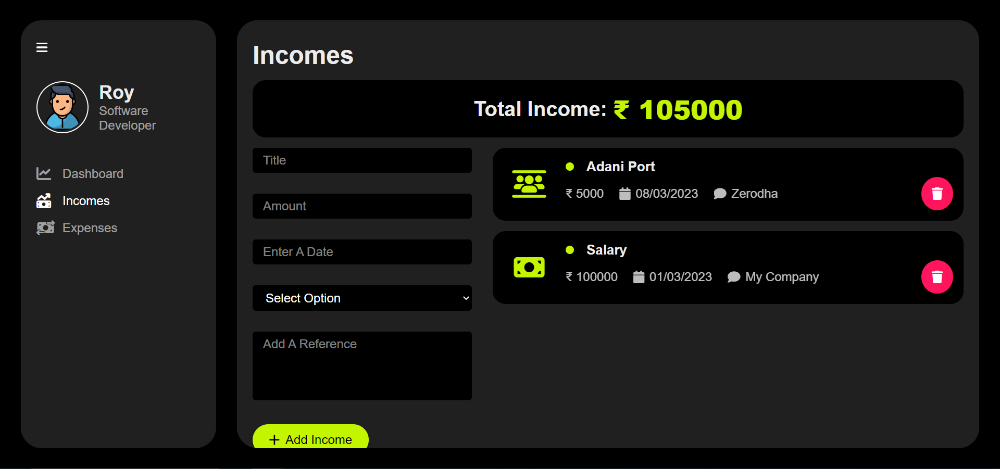 Roy
Software
Developer
Dashboard
Incomes
Expenses
Incomes
Total Income: ₹ 105000
Title
Amount
Enter A Date
Select Option
Add A Reference
Add Income
Adani Port
₹ 5000 08/03/2023 Zerodha
Salary
₹ 100000 01/03/2023 My Company